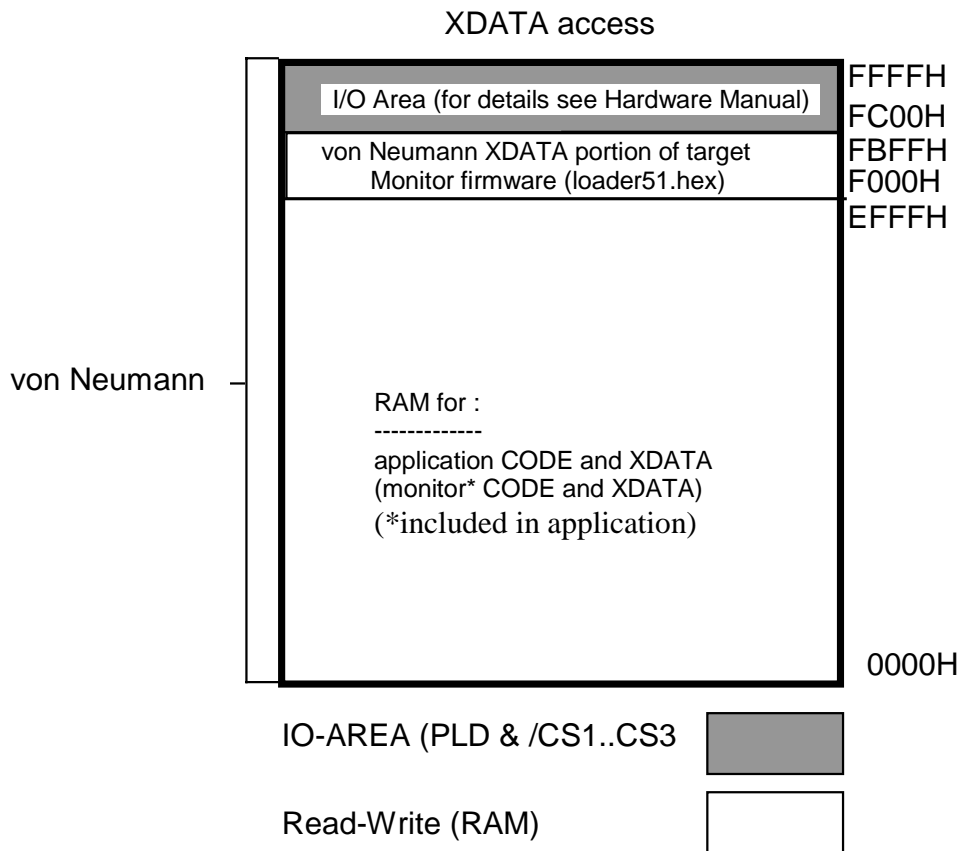 XDATA access
FFFFH
I/O Area (for details see Hardware Manual)
FC00H
von Neumann XDATA portion of target
FBFFH
Monitor firmware (loader51.hex)
F000H
EFFFH
von Neumann
RAM for :
-------------
application CODE and XDATA
(monitor* CODE and XDATA)
(*included in application)
0000H
IO-AREA (PLD & /CS1..CS3
Read-Write (RAM)